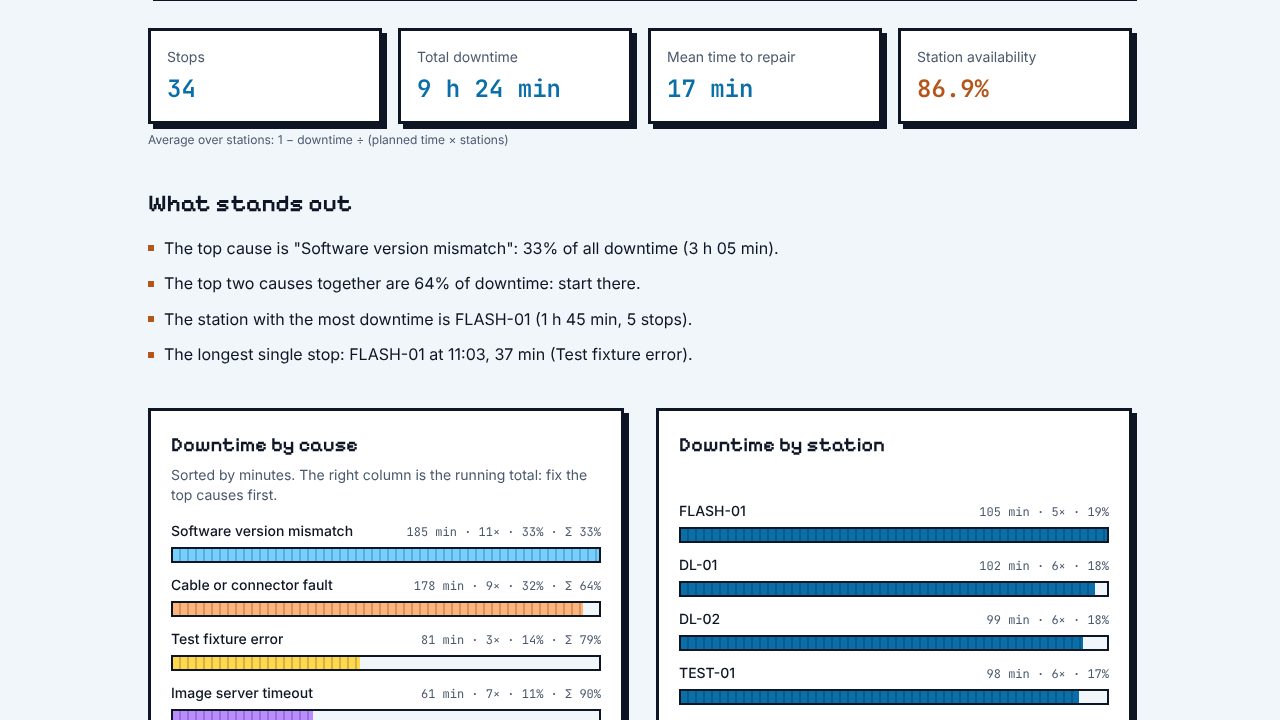 Stops
34
Total downtime
9 h 24 min
Mean time to repair
17 min
Station availability
86.9%
Average over stations: 1 − downtime ÷ (planned time × stations)
What stands out
The top cause is "Software version mismatch": 33% of all downtime (3 h 05 min).
The top two causes together are 64% of downtime: start there.
The station with the most downtime is FLASH-01 (1 h 45 min, 5 stops).
The longest single stop: FLASH-01 at 11:03, 37 min (Test fixture error).
Downtime by cause
Sorted by minutes. The right column is the running total: fix the
top causes first.
Software version mismatch 185 min · 11× · 33% · Σ 33%
Cable or connector fault 178 min · 9× · 32% · Σ 64%
Test fixture error 81 min · 3× · 14% · Σ 79%
Image server timeout 61 min · 7× · 11% · Σ 90%
Downtime by station
FLASH-01 105 min · 5× · 19%
DL-01 102 min · 6× · 18%
DL-02 99 min · 6× · 18%
TEST-01 98 min · 6× · 17%